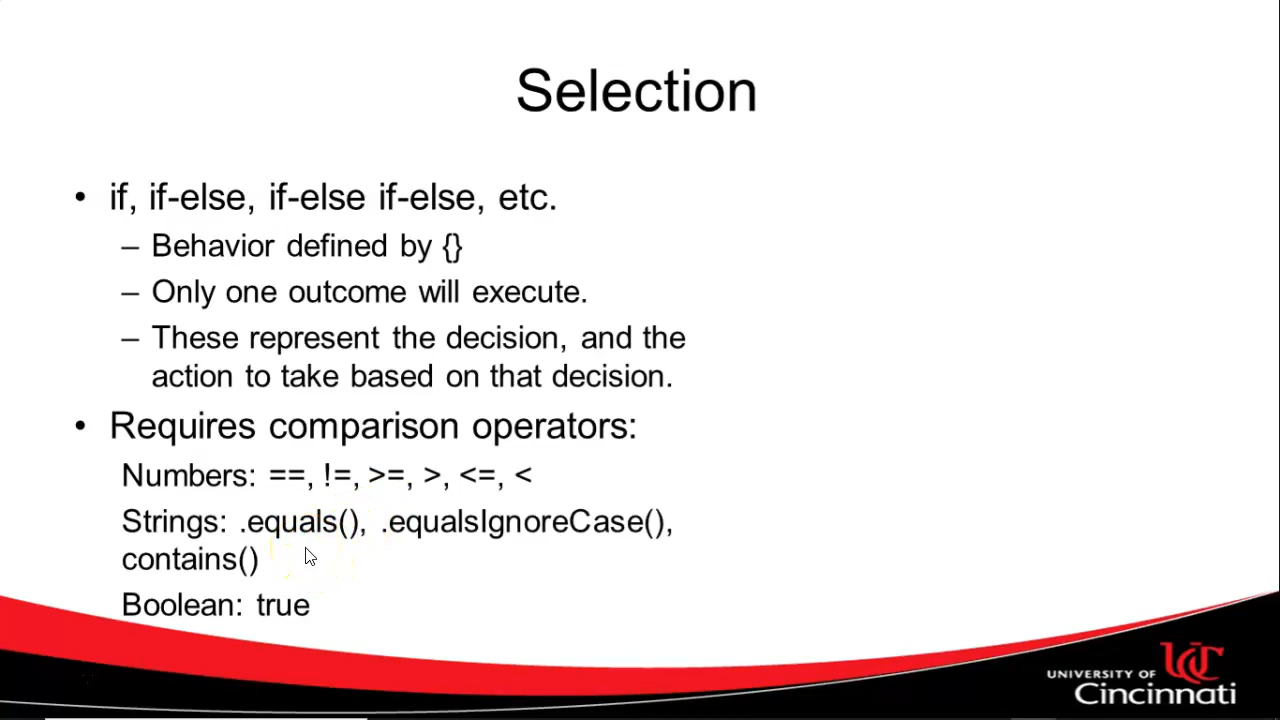 Selection
• if, if-else, if-else if-else, etc.
– Behavior defined by {}
– Only one outcome will execute.
– These represent the decision, and the
action to take based on that decision.
• Requires comparison operators:
Numbers: ==, !=, >=, >, <=, <
Strings: .equals(), .equalsIgnoreCase(),
contains()
Boolean: true
UC
UNIVERSITY OF
Cincinnati